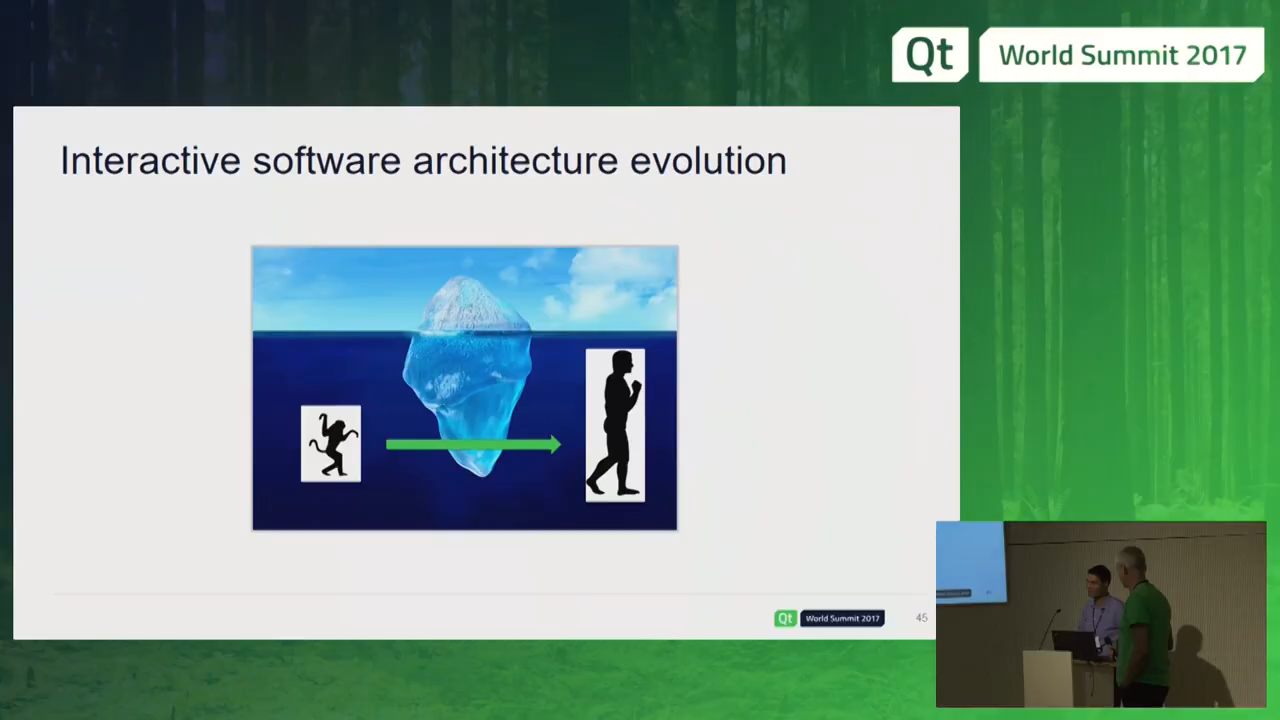 Qt
World Summit 2017
Interactive software architecture evolution
Qt
World Summit 2017
45